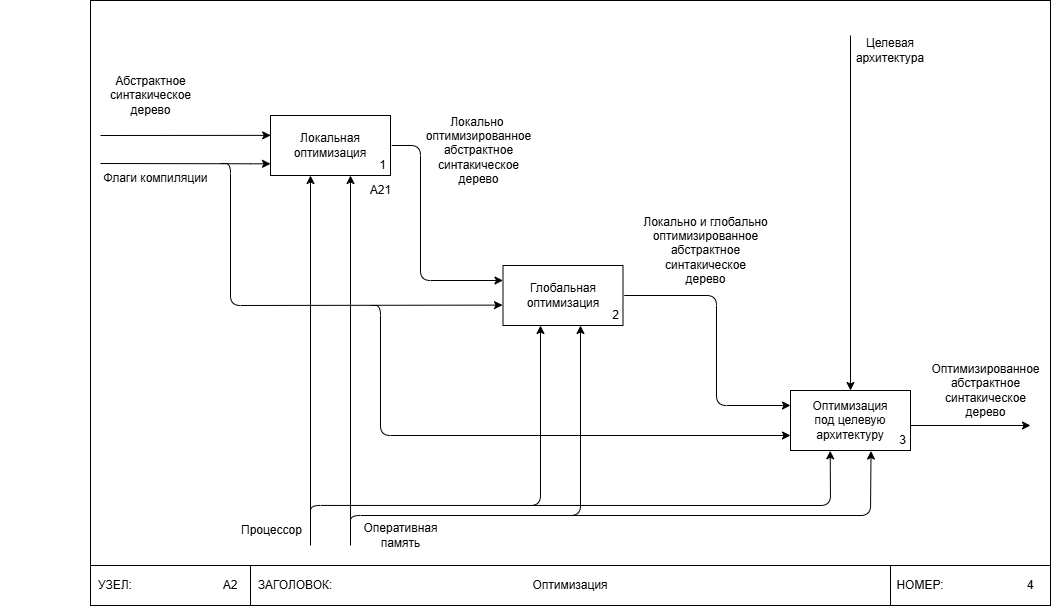 Целевая
архитектура
Абстрактное
синтакическое
дерево
Локальная
оптимизация
1
A21
Флаги компиляции
Локально
оптимизированное
абстрактное
синтакическое
дерево
Локально и глобально
оптимизированное
абстрактное
синтакическое
дерево
Глобальная
оптимизация
2
Оптимизированное
абстрактное
синтакическое
дерево
Оптимизация
под целевую
архитектуру
3
Процессор
Оперативная
память
УЗЕЛ: A2
ЗАГОЛОВОК: Оптимизация
НОМЕР: 4